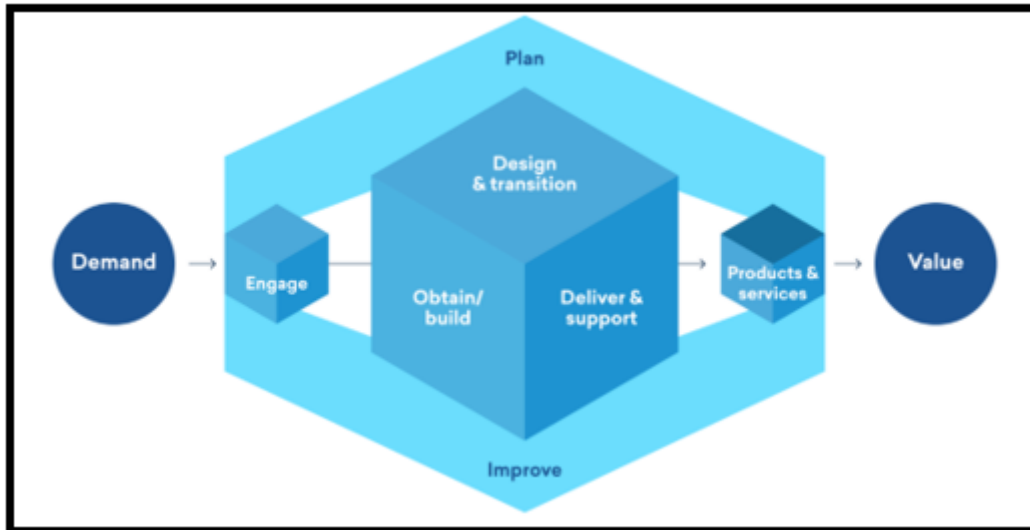 Plan
Design
& transition
Demand
Engage
Obtain/
build
Deliver &
support
Products &
services
Value
Improve